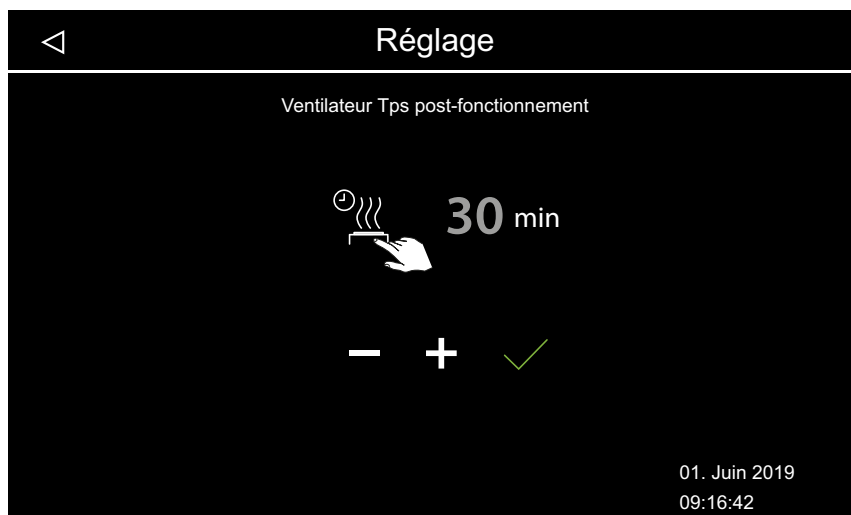 Réglage
Ventilateur Tps post-fonctionnement
30 min
01. Juin 2019
09:16:42